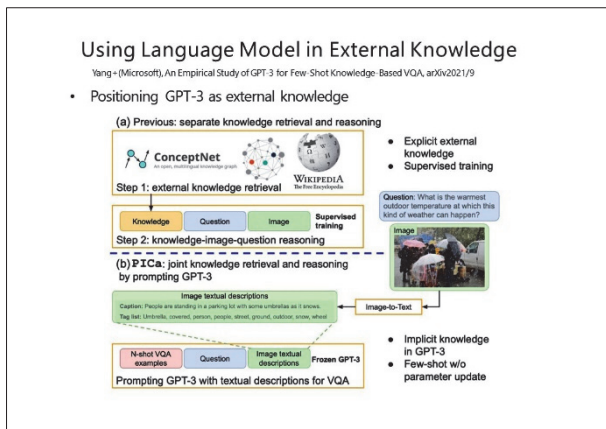 Using Language Model in External Knowledge
Yang+(Microsoft), An Empirical Study of GPT-3 for Few-Shot Knowledge-Based VQA, arXiv2021/9
• Positioning GPT-3 as external knowledge
(a) Previous: separate knowledge retrieval and reasoning
ConceptNet
An open, multilingual knowledge graph
WIKIPEDIA
The Free Encyclopedia
Step 1: external knowledge retrieval
• Explicit external
knowledge
• Supervised training
Knowledge
Question
Image
Supervised
training
Step 2: knowledge-image-question reasoning
Question: What is the warmest
outdoor temperature at which this
kind of weather can happen?
Image
(b) PICa: joint knowledge retrieval and reasoning
by prompting GPT-3
Image textual descriptions
Caption: People are standing in a parking lot with some umbrellas as it snows.
Tag list: Umbrella, covered, person, people, street, ground, outdoor, snow, wheel
Image-to-Text
N-shot VQA
examples
Question
Image textual
descriptions
Frozen GPT-3
Prompting GPT-3 with textual descriptions for VQA
• Implicit knowledge
in GPT-3
• Few-shot w/o
parameter update